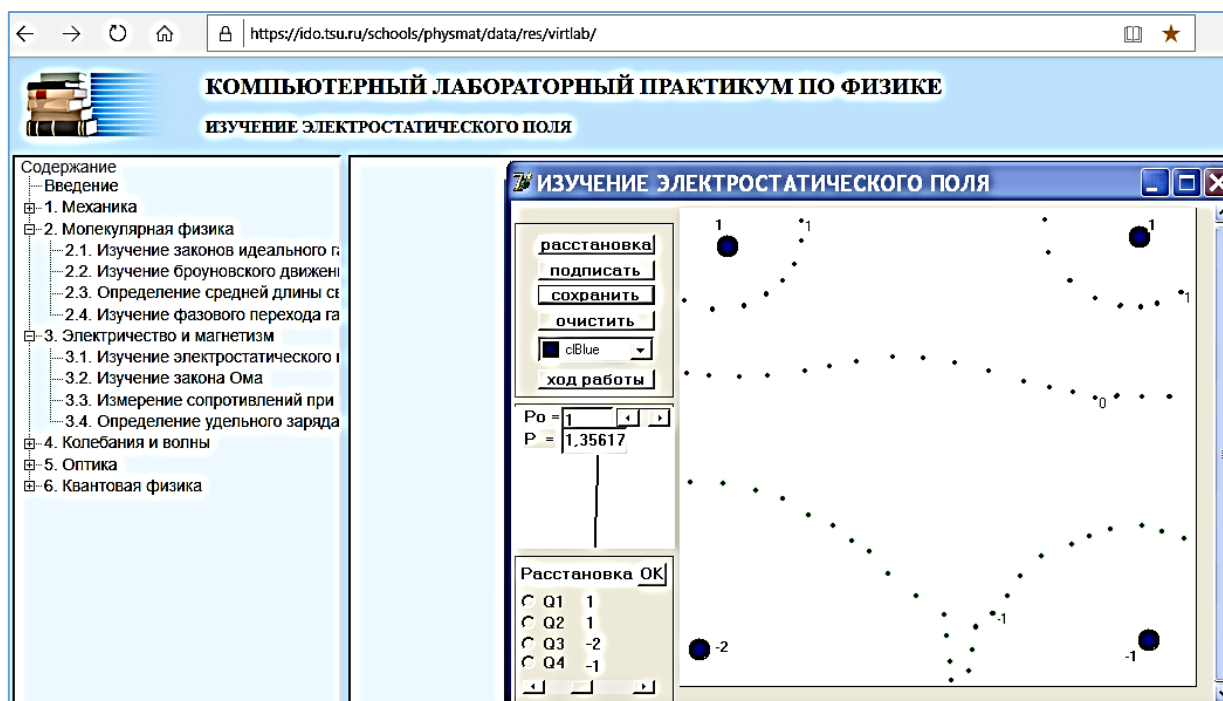 https://ido.tsu.ru/schools/physmat/data/res/virtlab/
КОМПЬЮТЕРНЫЙ ЛАБОРАТОРНЫЙ ПРАКТИКУМ ПО ФИЗИКЕ
ИЗУЧЕНИЕ ЭЛЕКТРОСТАТИЧЕСКОГО ПОЛЯ
Содержание
Введение
1. Механика
2. Молекулярная физика
2.1. Изучение законов идеального га
2.2. Изучение броуновского движени
2.3. Определение средней длины св
2.4. Изучение фазового перехода га
3. Электричество и магнетизм
3.1. Изучение электростатического п
3.2. Изучение закона Ома
3.3. Измерение сопротивлений при
3.4. Определение удельного заряда
4. Колебания и волны
5. Оптика
6. Квантовая физика
ИЗУЧЕНИЕ ЭЛЕКТРОСТАТИЧЕСКОГО ПОЛЯ
расстановка
подписать
сохранить
очистить
clBlue
ход работы
Po = 1
P = 1,35617
Расстановка OK
Q1 1
Q2 1
Q3 -2
Q4 -1
1
1
1
1
0
-1
-2
-1